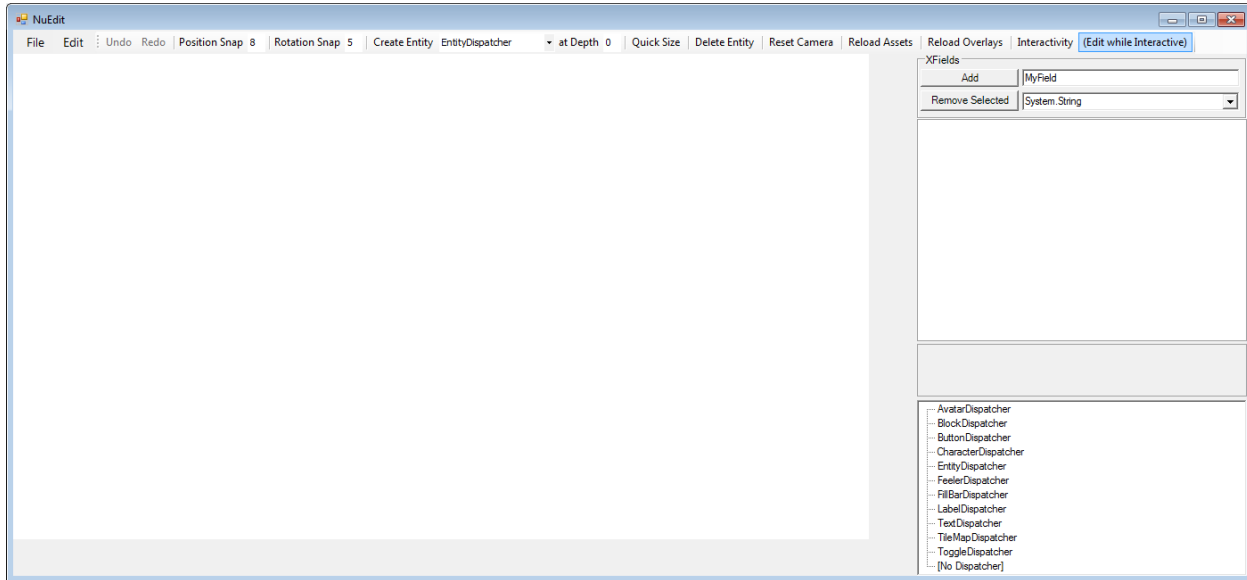 NuEdit
File Edit Undo Redo Position Snap 8 Rotation Snap 5 Create Entity EntityDispatcher at Depth 0 Quick Size Delete Entity Reset Camera Reload Assets Reload Overlays Interactivity (Edit while Interactive)
XFields
Add MyField
Remove Selected System.String
AvatarDispatcher
BlockDispatcher
ButtonDispatcher
CharacterDispatcher
EntityDispatcher
FeelerDispatcher
FillBarDispatcher
LabelDispatcher
TextDispatcher
TileMapDispatcher
ToggleDispatcher
[No Dispatcher]